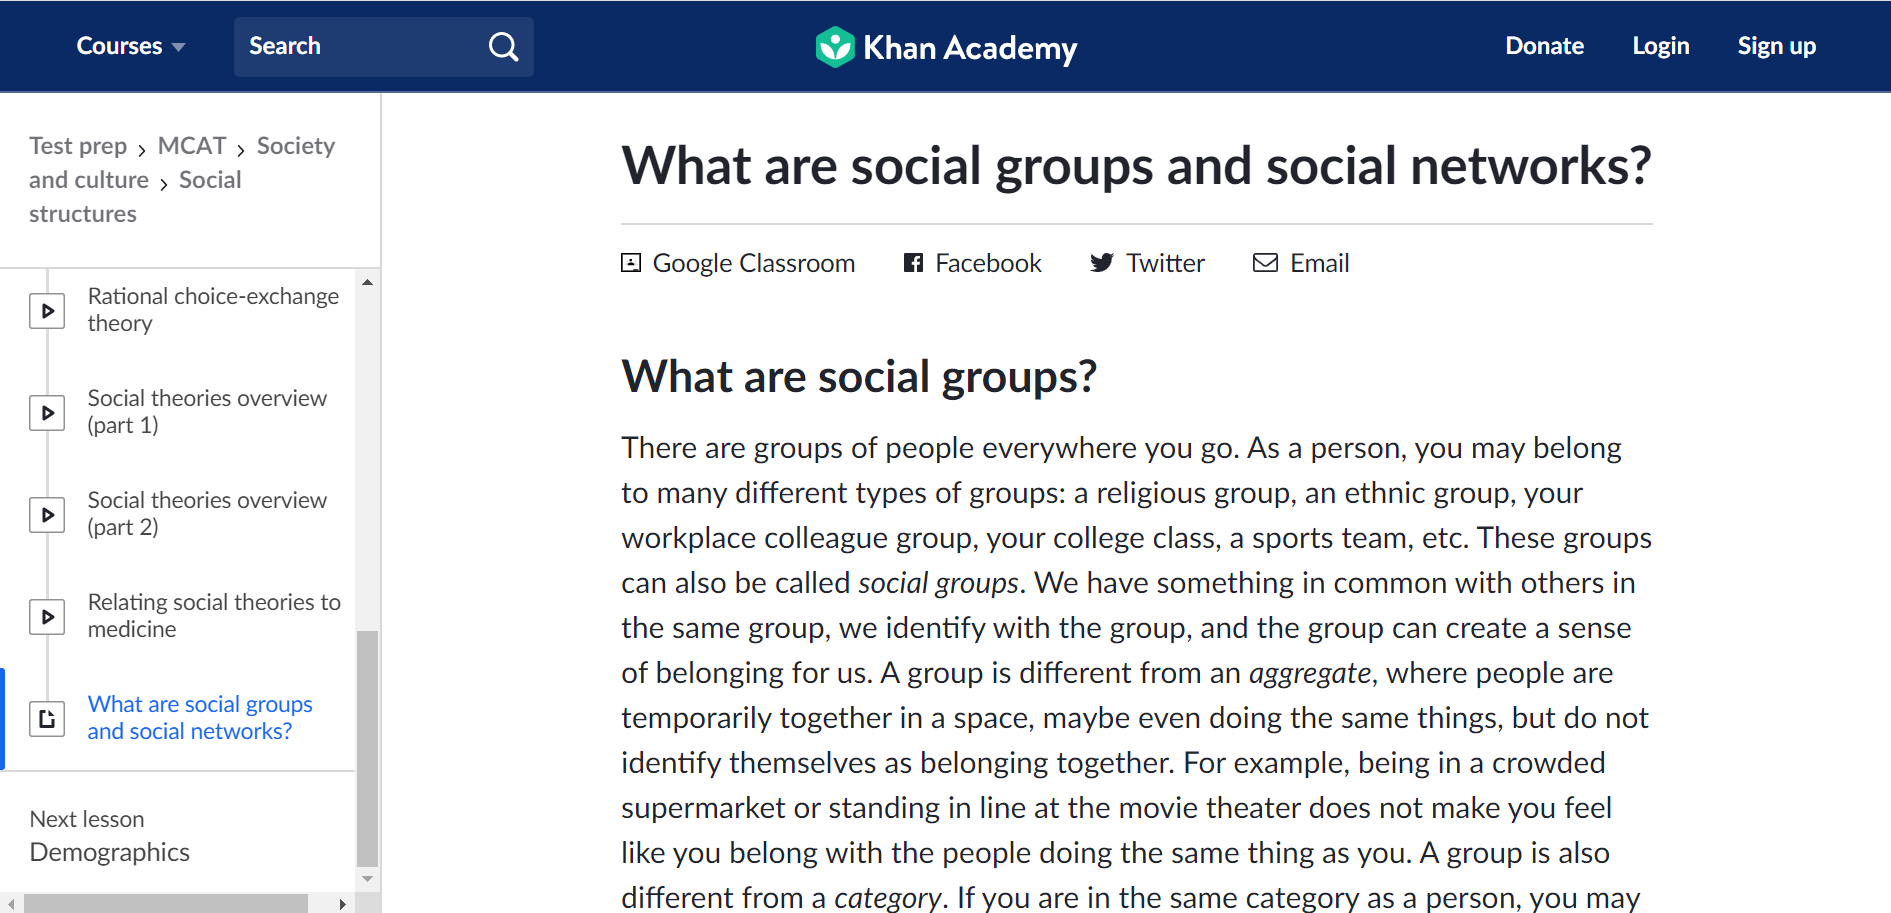 Courses
Search
Khan Academy
Donate
Login
Sign up
Test prep › MCAT › Society
and culture › Social
structures
Rational choice-exchange
theory
Social theories overview
(part 1)
Social theories overview
(part 2)
Relating social theories to
medicine
What are social groups
and social networks?
Next lesson
Demographics
What are social groups and social networks?
Google Classroom
Facebook
Twitter
Email
What are social groups?
There are groups of people everywhere you go. As a person, you may belong
to many different types of groups: a religious group, an ethnic group, your
workplace colleague group, your college class, a sports team, etc. These groups
can also be called social groups. We have something in common with others in
the same group, we identify with the group, and the group can create a sense
of belonging for us. A group is different from an aggregate, where people are
temporarily together in a space, maybe even doing the same things, but do not
identify themselves as belonging together. For example, being in a crowded
supermarket or standing in line at the movie theater does not make you feel
like you belong with the people doing the same thing as you. A group is also
different from a category. If you are in the same category as a person, you may